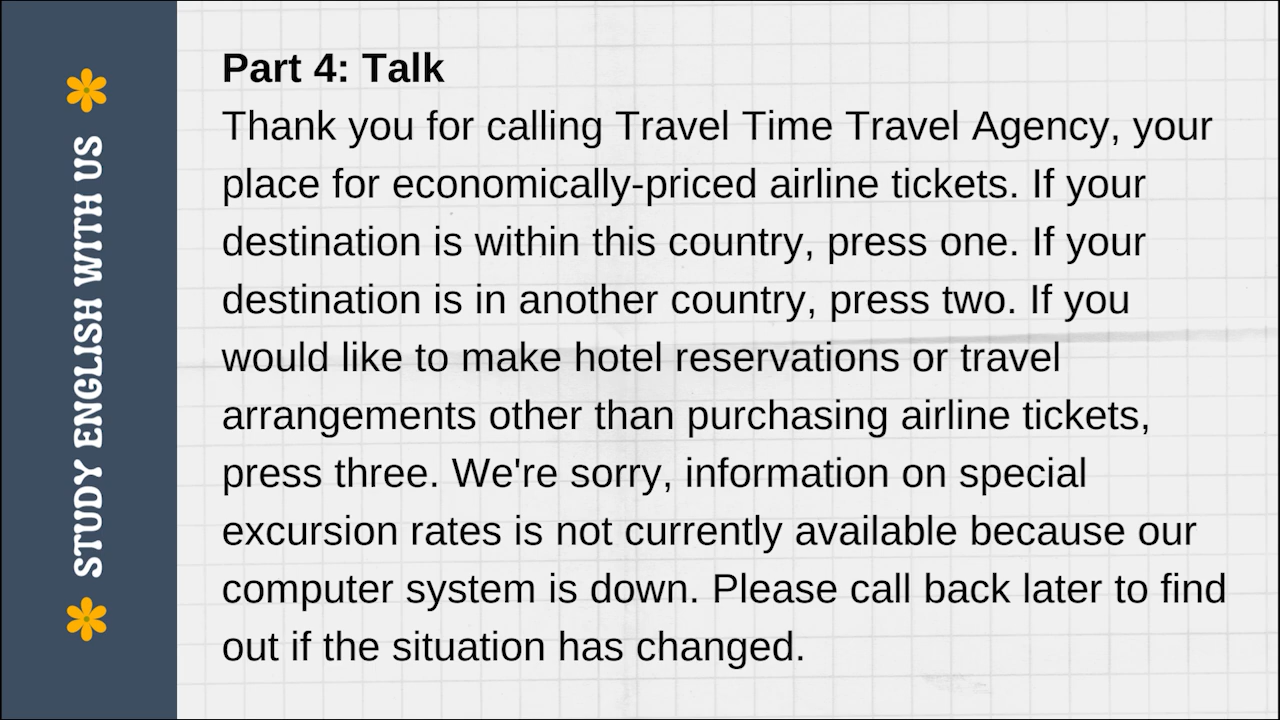 STUDY ENGLISH WITH US
Part 4: Talk
Thank you for calling Travel Time Travel Agency, your
place for economically-priced airline tickets. If your
destination is within this country, press one. If your
destination is in another country, press two. If you
would like to make hotel reservations or travel
arrangements other than purchasing airline tickets,
press three. We're sorry, information on special
excursion rates is not currently available because our
computer system is down. Please call back later to find
out if the situation has changed.